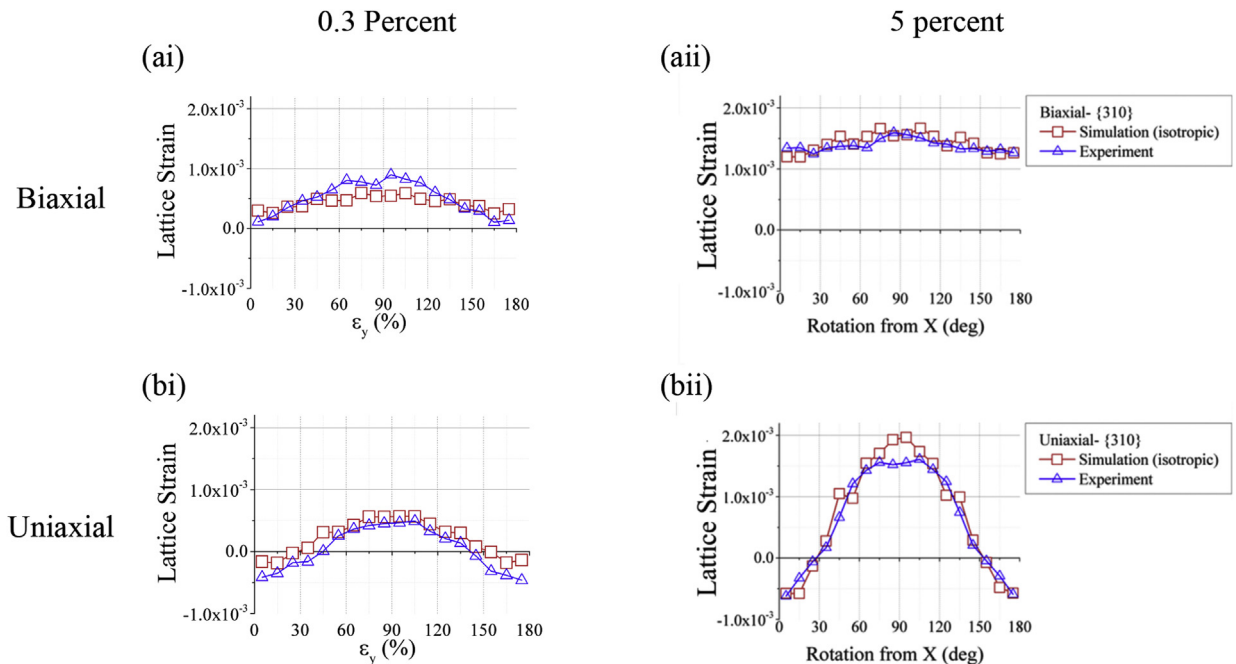 0.3 Percent
5 percent
(ai)
(aii)
Biaxial
Lattice Strain
2.0x10⁻³
1.0x10⁻³
0.0
-1.0x10⁻³
0 30 60 90 120 150 180
εy (%)
Lattice Strain
2.0x10⁻³
1.0x10⁻³
0.0
-1.0x10⁻³
0 30 60 90 120 150 180
Rotation from X (deg)
Biaxial- {310}
Simulation (isotropic)
Experiment
(bi)
(bii)
Uniaxial
Lattice Strain
2.0x10⁻³
1.0x10⁻³
0.0
-1.0x10⁻³
0 30 60 90 120 150 180
εy (%)
Lattice Strain
2.0x10⁻³
1.0x10⁻³
0.0
-1.0x10⁻³
0 30 60 90 120 150 180
Rotation from X (deg)
Uniaxial- {310}
Simulation (isotropic)
Experiment